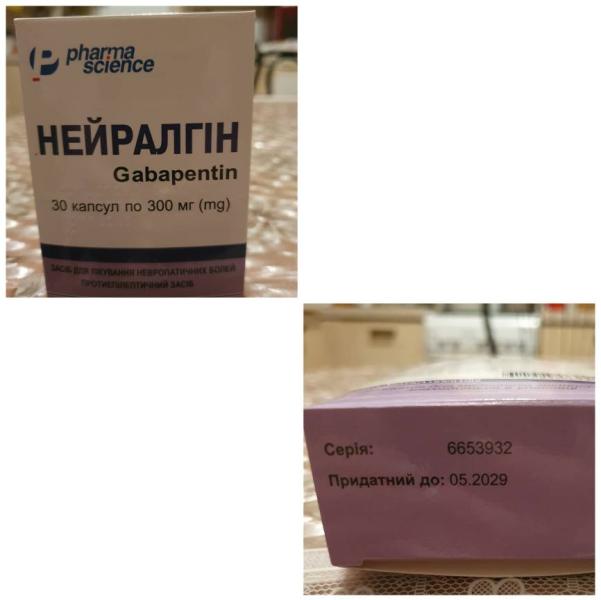 pharma
science
НЕЙРАЛГІН
Gabapentin
30 капсул по 300 мг (mg)
ЗАСІБ ДЛЯ ЛІКУВАННЯ НЕВРОПАТИЧНИХ БОЛЕЙ
ПРОТИЕПІЛЕПТИЧНИЙ ЗАСІБ
Серія: 6653932
Придатний до: 05.2029